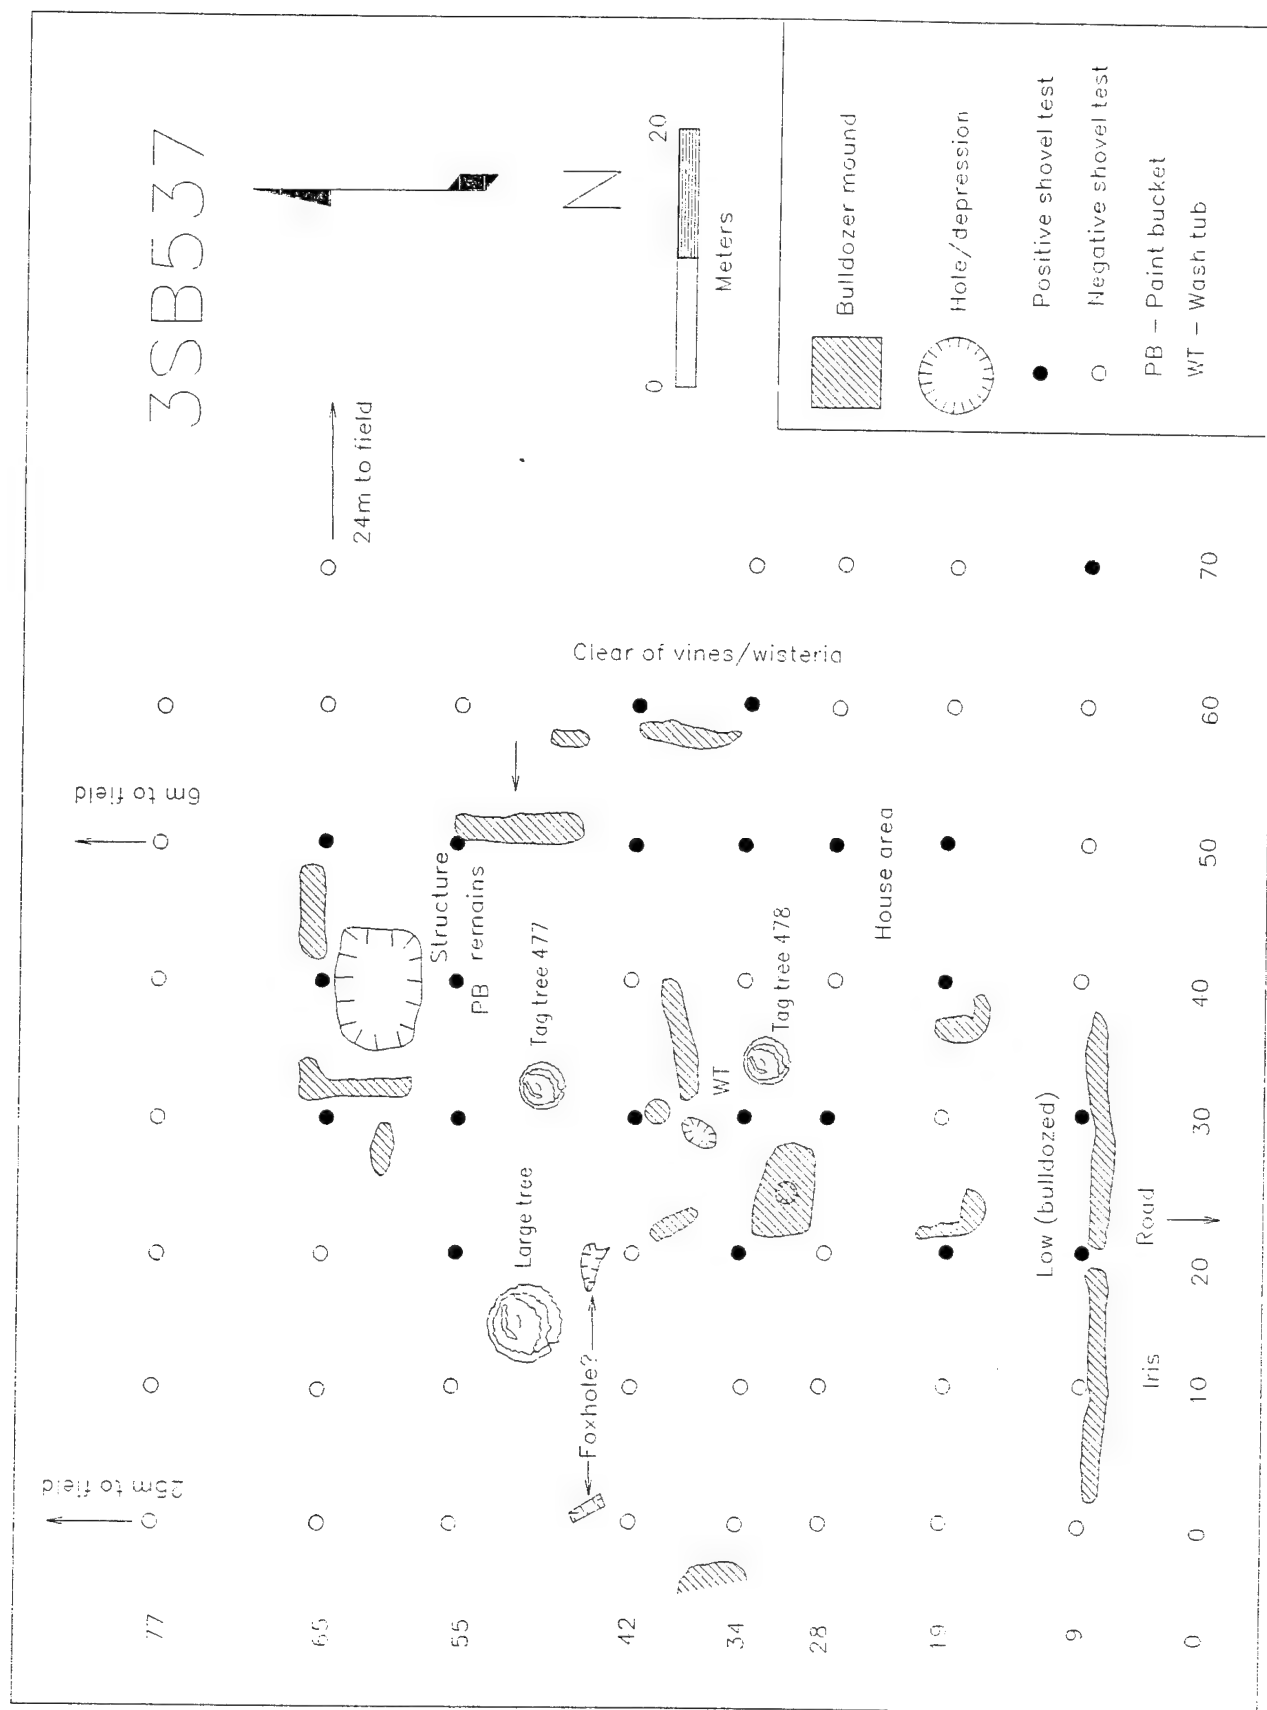 3SB537
N
0 20
Meters
Bulldozer mound
Hole/depression
Positive shovel test
Negative shovel test
PB – Paint bucket
WT – Wash tub
25m to field
6m to field
24m to field
77
65
55
42
34
28
19
9
0
Structure
PB remains
Large tree
Tag tree 477
Foxhole?
Clear of vines/wisteria
WT
Tag tree 478
House area
Low (bulldozed)
Iris
Road
0 10 20 30 40 50 60 70